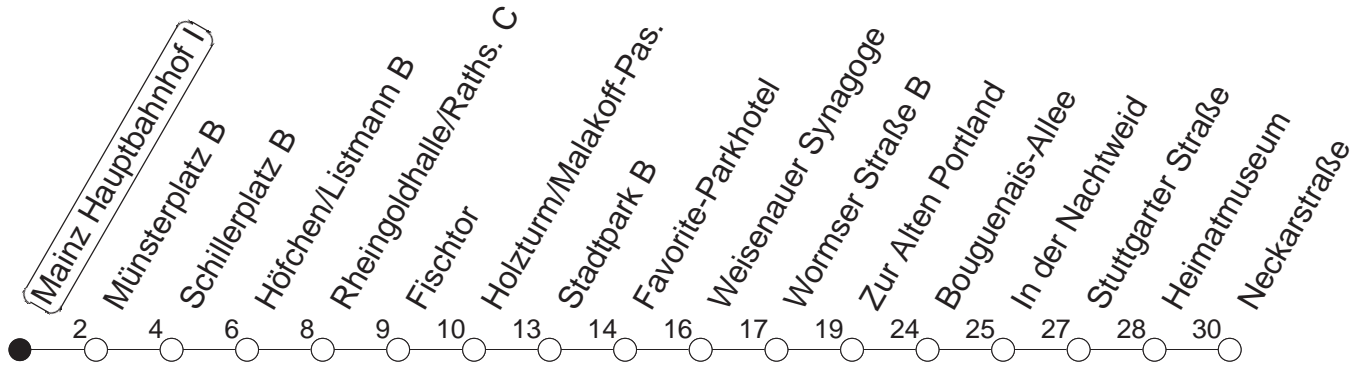 Mainz Hauptbahnhof I
Münsterplatz B
Schillerplatz B
Höfchen/Listmann B
Rheingoldhalle/Raths. C
Fischtor
Holzturm/Malakoff-Pas.
Stadtpark B
Favorite-Parkhotel
Weisenauer Synagoge
Wormser Straße B
Zur Alten Portland
Bouguenais-Allee
In der Nachtweid
Stuttgarter Straße
Heimatmuseum
Neckarstraße
2 4 6 8 9 10 13 14 16 17 19 24 25 27 28 30